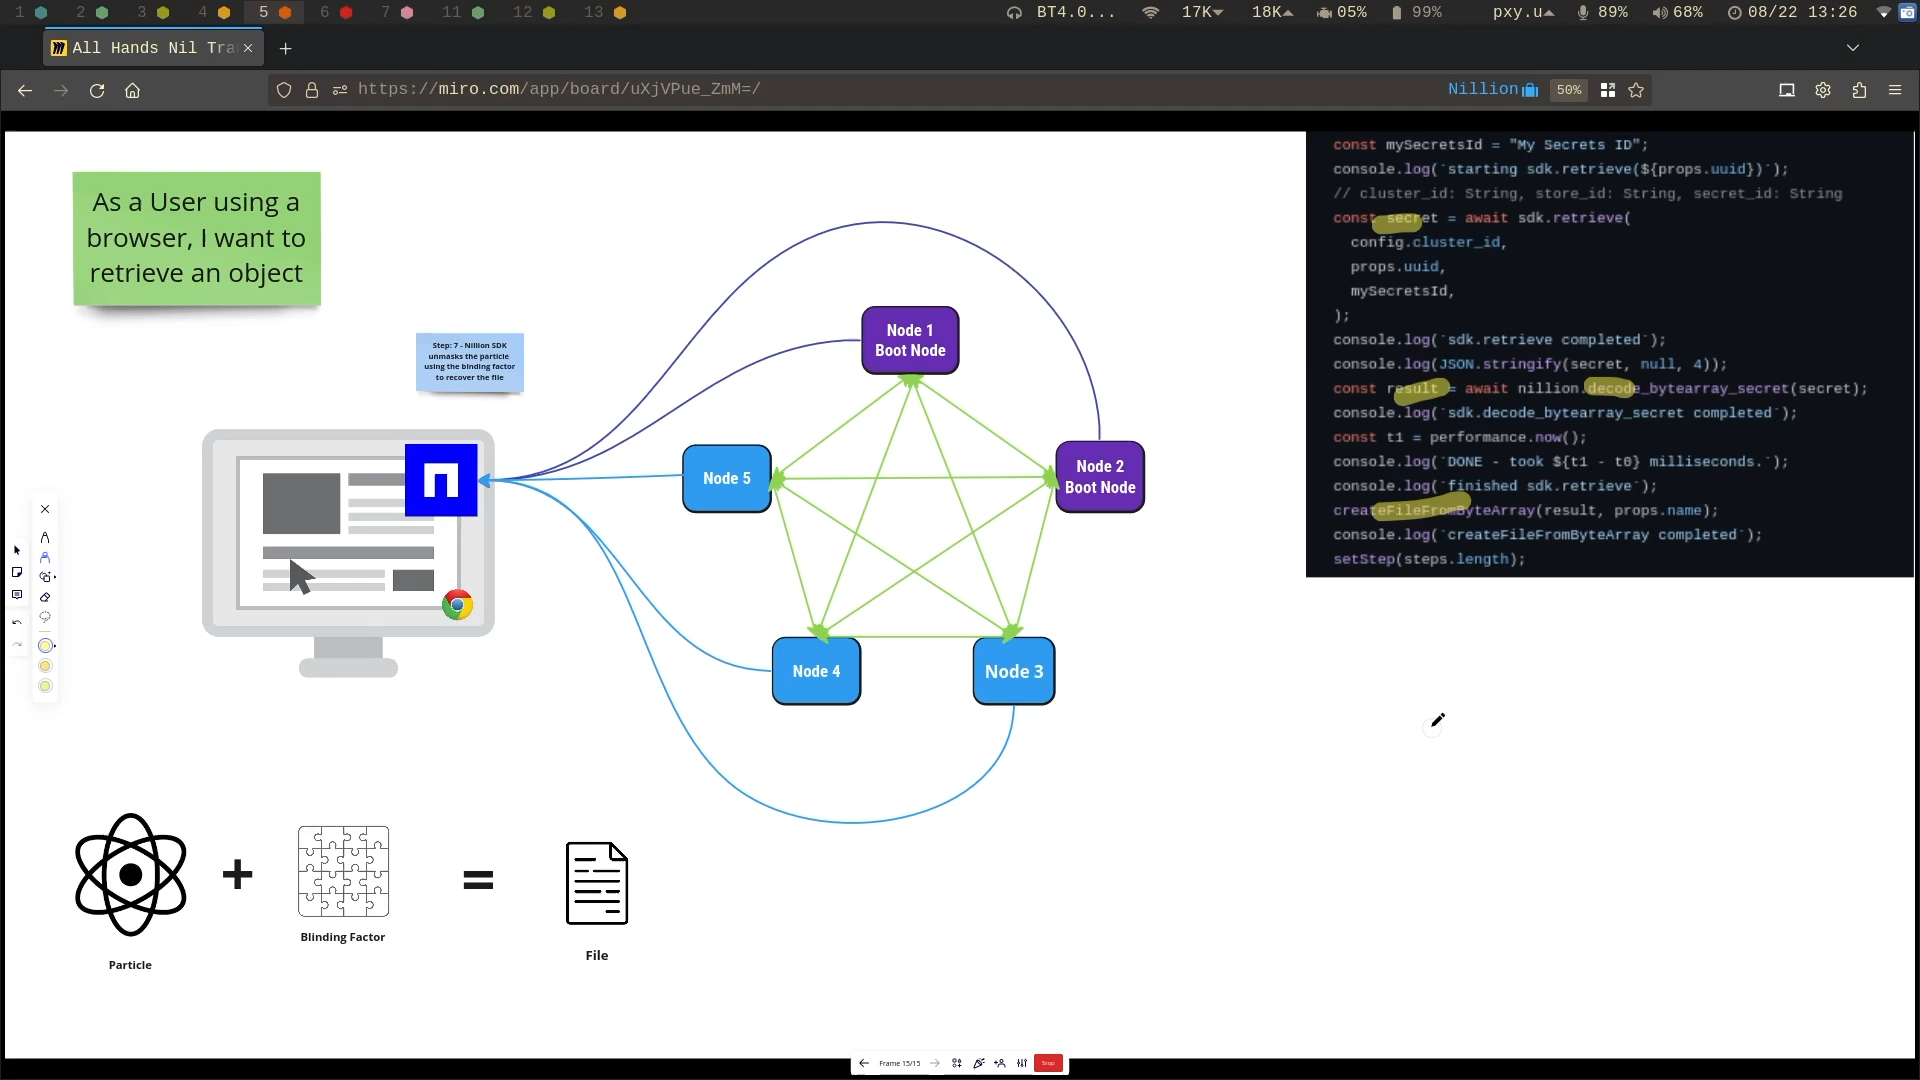 1 2 3 4 5 6 7 11 12 13 BT4.0... 17K 18K 05% 99% pxy.u 89% 68% 08/22 13:26
All Hands Nil Tra
https://miro.com/app/board/uXjVPue_ZmM=/ Nillion 50%
As a User using a
browser, I want to
retrieve an object
Step: 7 - Nillion SDK
unmasks the particle
using the binding factor
to recover the file
Node 1
Boot Node
Node 2
Boot Node
Node 5
Node 4
Node 3
Particle
+
Blinding Factor
=
File
const mySecretsId = "My Secrets ID";
console.log(`starting sdk.retrieve(${props.uuid})`);
// cluster_id: String, store_id: String, secret_id: String
const secret = await sdk.retrieve(
config.cluster_id,
props.uuid,
mySecretsId,
);
console.log(`sdk.retrieve completed`);
console.log(JSON.stringify(secret, null, 4));
const result = await nillion.decode_bytearray_secret(secret);
console.log(`sdk.decode_bytearray_secret completed`);
const t1 = performance.now();
console.log(`DONE - took ${t1 - t0} milliseconds.`);
console.log(`finished sdk.retrieve`);
createFileFromByteArray(result, props.name);
console.log(`createFileFromByteArray completed`);
setStep(steps.length);
Frame 15/15 Stop